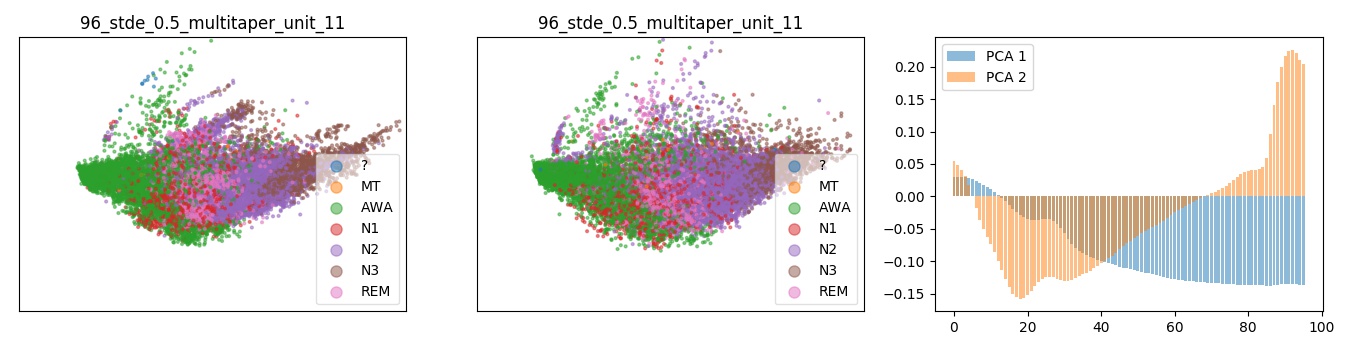 96_stde_0.5_multitaper_unit_11
?
MT
AWA
N1
N2
N3
REM
96_stde_0.5_multitaper_unit_11
?
MT
AWA
N1
N2
N3
REM
PCA 1
PCA 2
0.20
0.15
0.10
0.05
0.00
−0.05
−0.10
−0.15
0 20 40 60 80 100